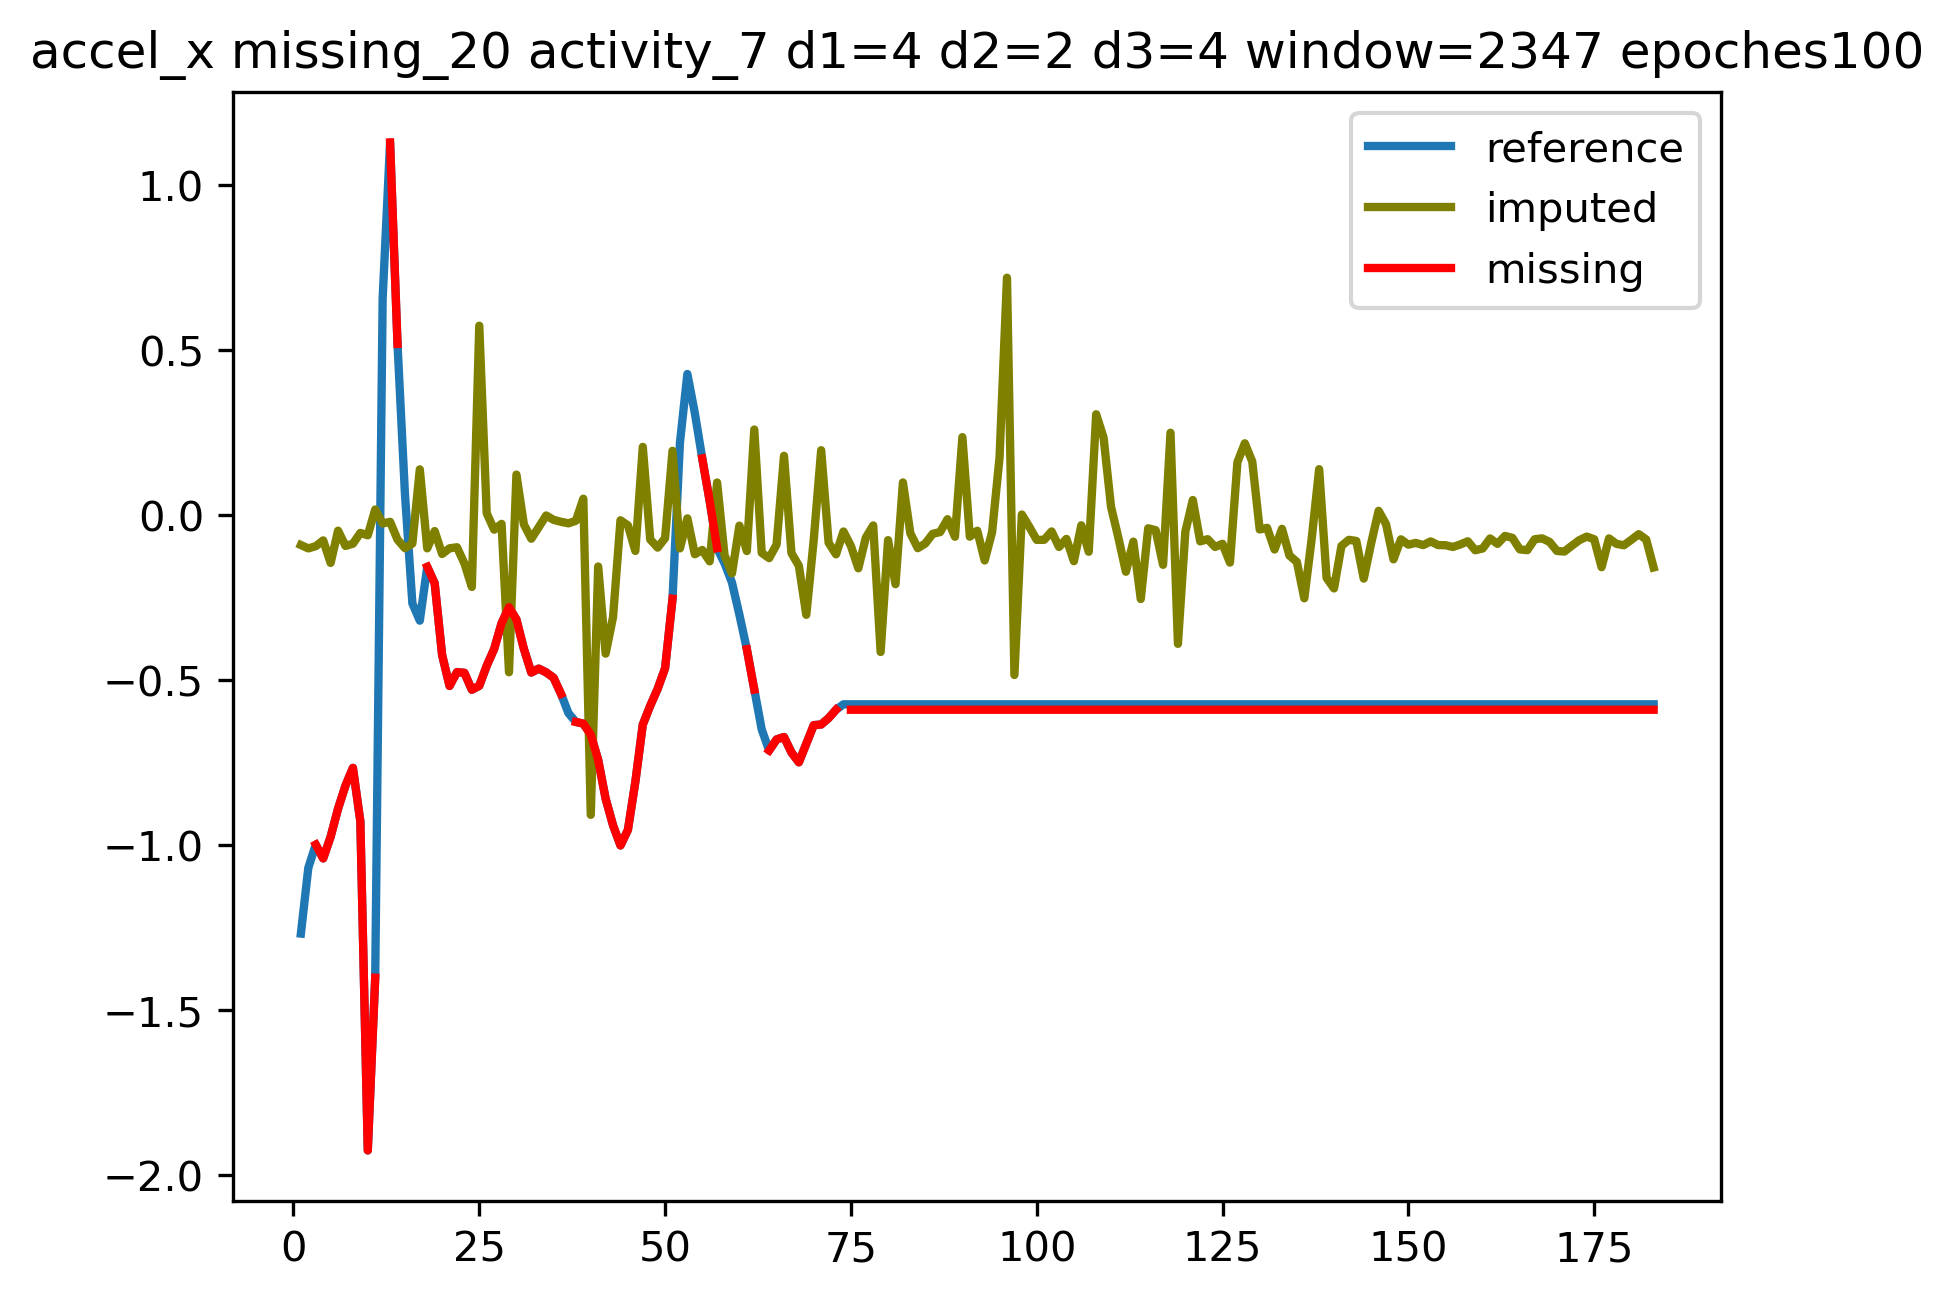 accel_x missing_20 activity_7 d1=4 d2=2 d3=4 window=2347 epoches100
reference
imputed
missing
1.0
0.5
0.0
−0.5
−1.0
−1.5
−2.0
0 25 50 75 100 125 150 175